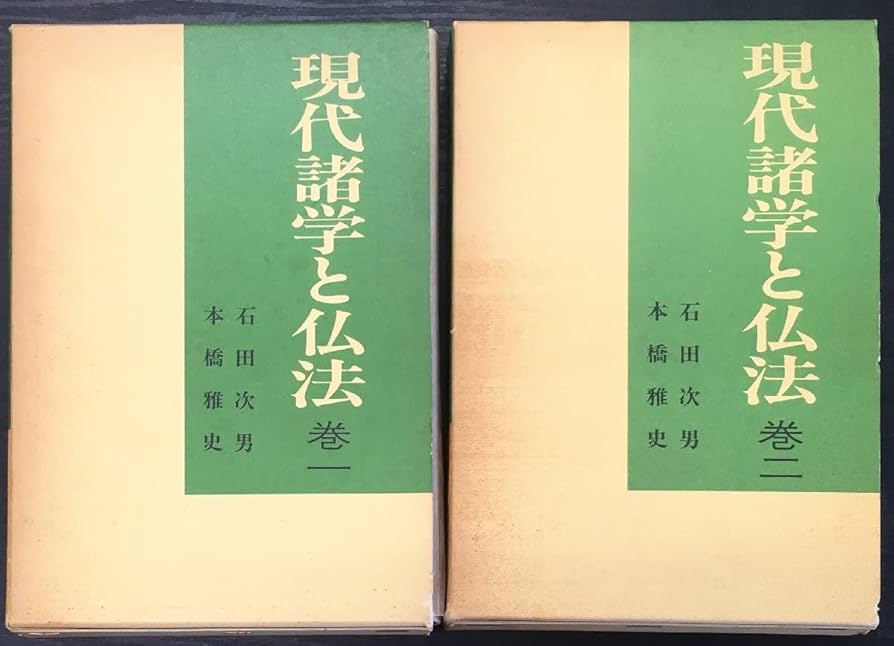 現代諸学と仏法 巻一
石田次男
本橋雅史
現代諸学と仏法 巻二
石田次男
本橋雅史